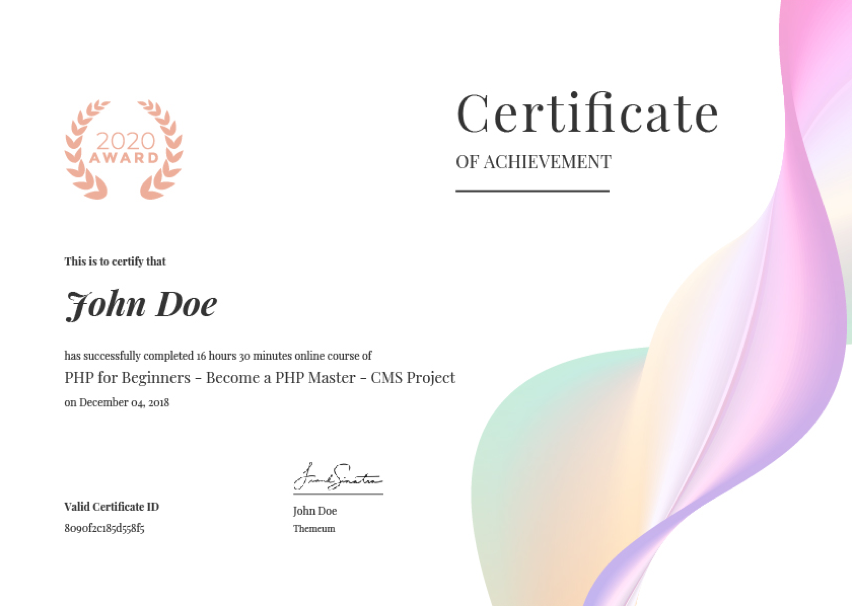 Certificate
OF ACHIEVEMENT
2020
AWARD
This is to certify that
John Doe
has successfully completed 16 hours 30 minutes online course of
PHP for Beginners - Become a PHP Master - CMS Project
on December 04, 2018
Frank Sinatra
Valid Certificate ID
8090f2c185d558f5
John Doe
Themeum